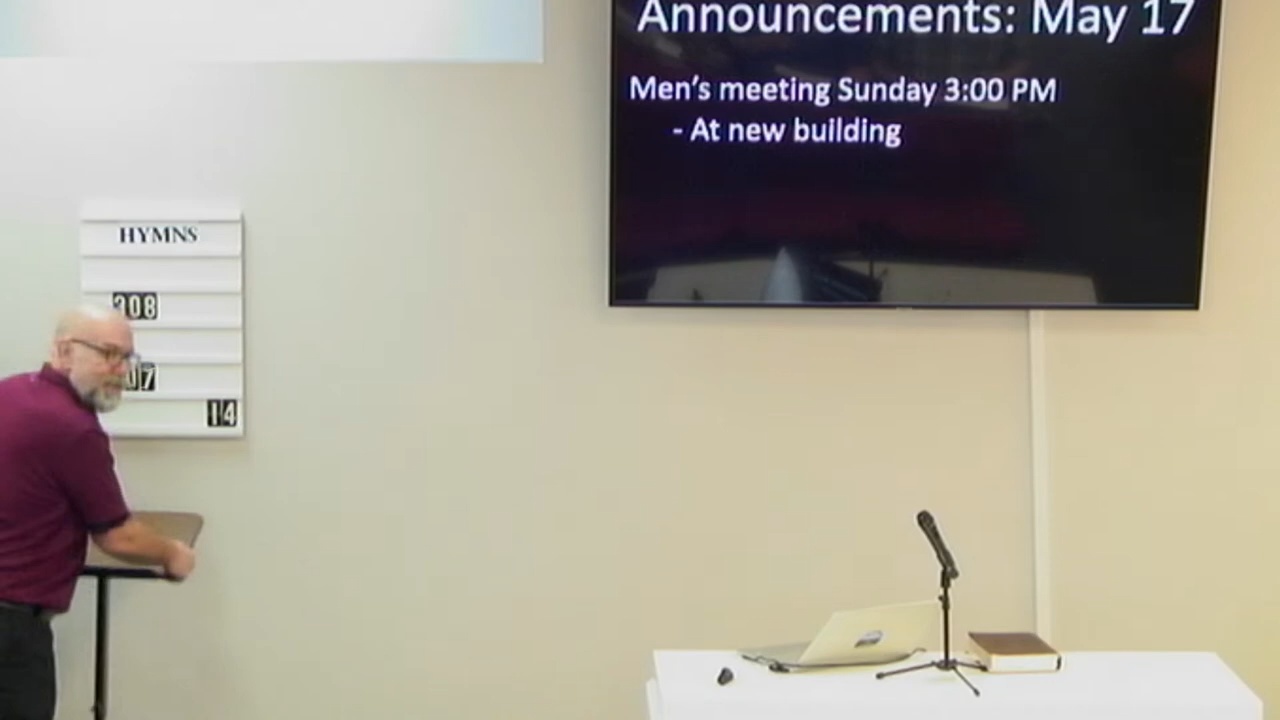 Announcements: May 17
Men's meeting Sunday 3:00 PM
- At new building
HYMNS
308
14